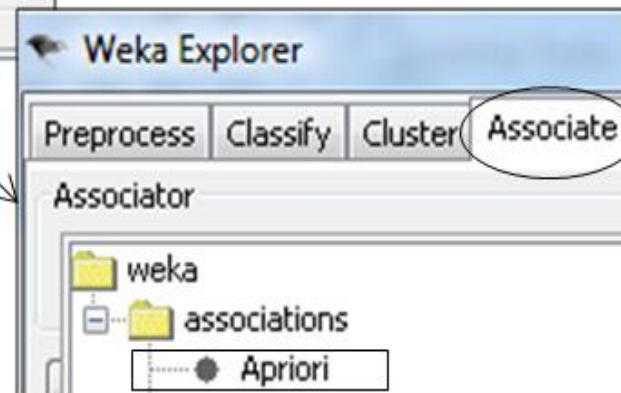 Weka Explorer
Preprocess Classify Cluster Associate
Associator
weka
associations
Apriori